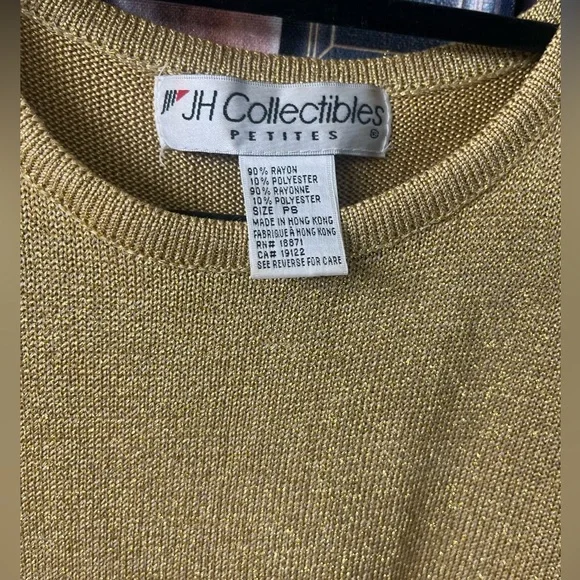 JH Collectibles
PETITES ®
90% RAYON
10% POLYESTER
90% RAYONNE
10% POLYESTER
SIZE PS
MADE IN HONG KONG
FABRIQUÉ À HONG KONG
RN# 18871
CA# 19122
SEE REVERSE FOR CARE